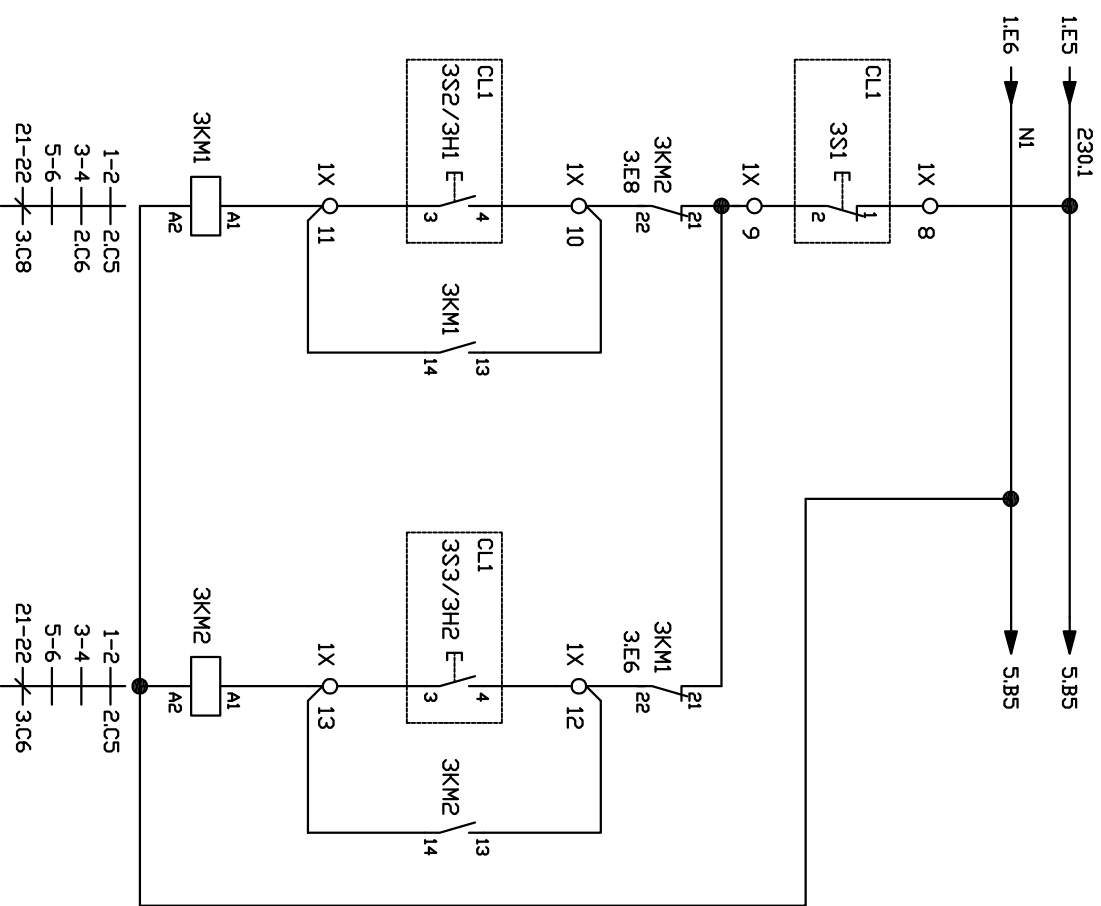 1.E5
230.1
5.B5
1.E6
N1
5.B5
1X
8
CL1
3S1
1
2
1X
9
3KM2
3.E8
21
22
3KM1
3.E6
21
22
1X
10
1X
12
CL1
3S2/3H1
4
3
3KM1
13
14
CL1
3S3/3H2
4
3
3KM2
13
14
1X
11
1X
13
3KM1
A1
A2
3KM2
A1
A2
1-2 2.C5
3-4 2.C6
5-6
21-22 3.C8
1-2 2.C5
3-4
5-6
21-22 3.C6